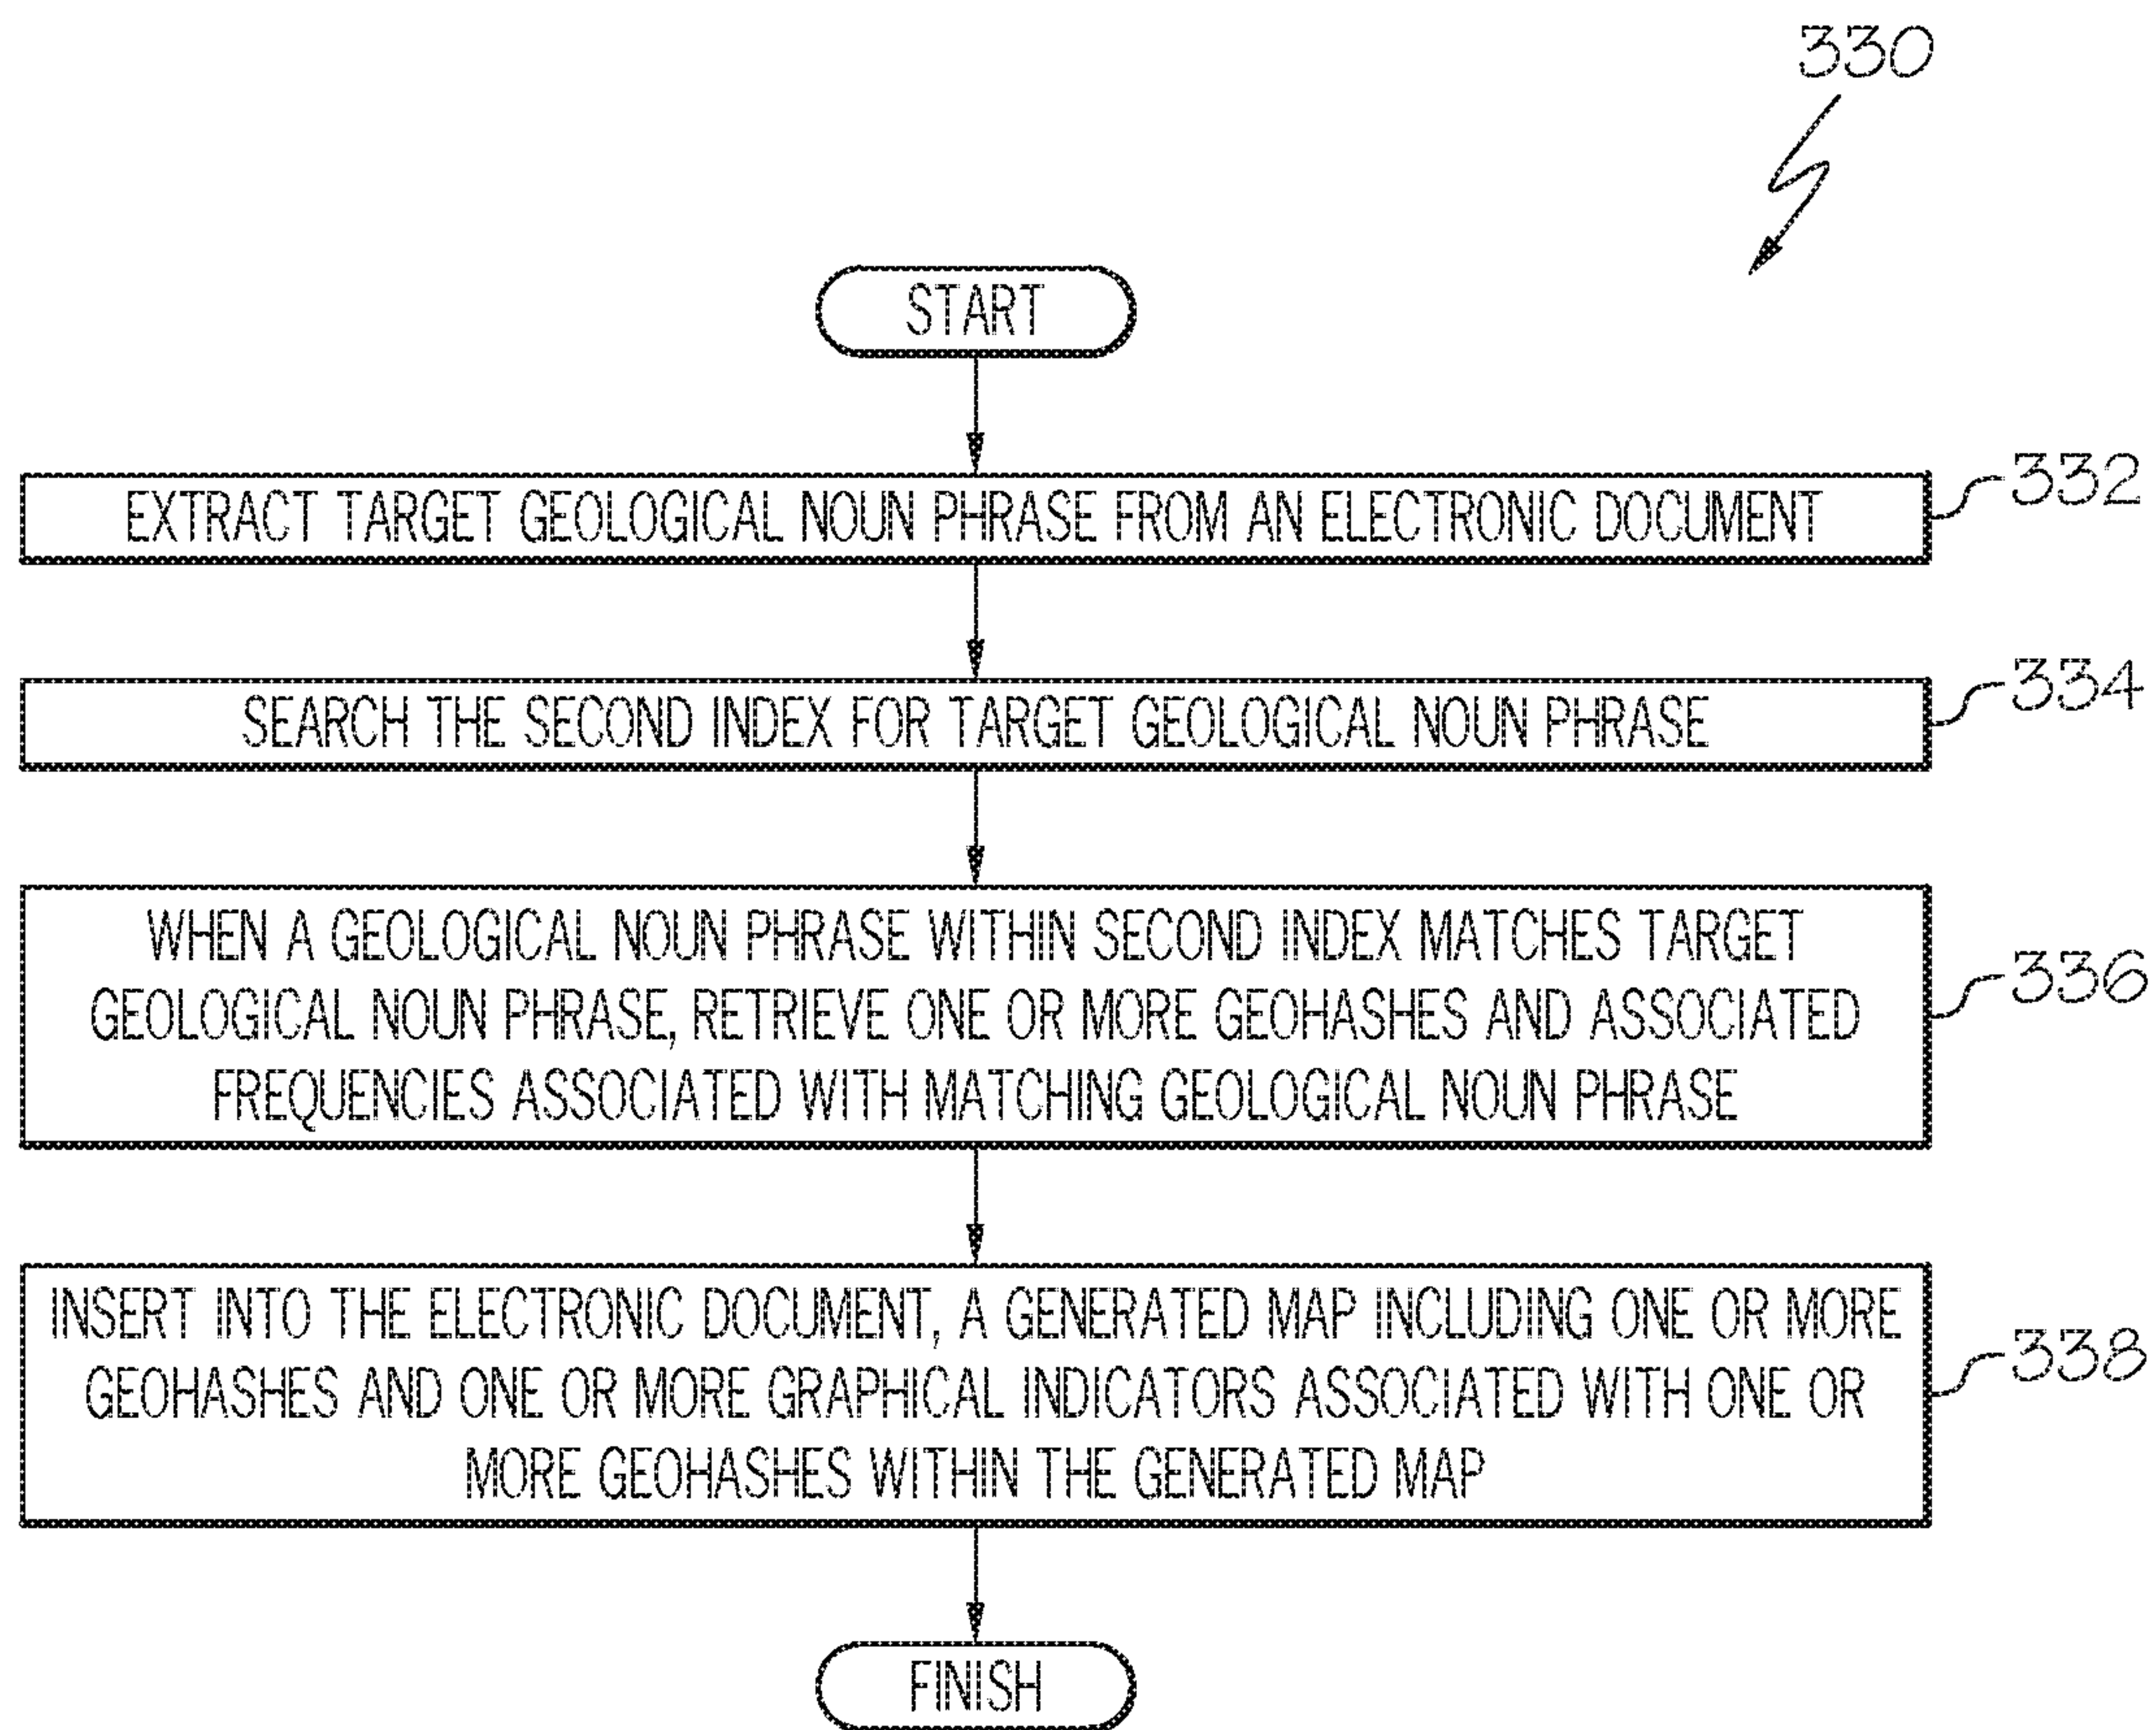 330
START
EXTRACT TARGET GEOLOGICAL NOUN PHRASE FROM AN ELECTRONIC DOCUMENT
332
SEARCH THE SECOND INDEX FOR TARGET GEOLOGICAL NOUN PHRASE
334
WHEN A GEOLOGICAL NOUN PHRASE WITHIN SECOND INDEX MATCHES TARGET
GEOLOGICAL NOUN PHRASE, RETRIEVE ONE OR MORE GEOHASHES AND ASSOCIATED
FREQUENCIES ASSOCIATED WITH MATCHING GEOLOGICAL NOUN PHRASE
336
INSERT INTO THE ELECTRONIC DOCUMENT, A GENERATED MAP INCLUDING ONE OR MORE
GEOHASHES AND ONE OR MORE GRAPHICAL INDICATORS ASSOCIATED WITH ONE OR
MORE GEOHASHES WITHIN THE GENERATED MAP
338
FINISH